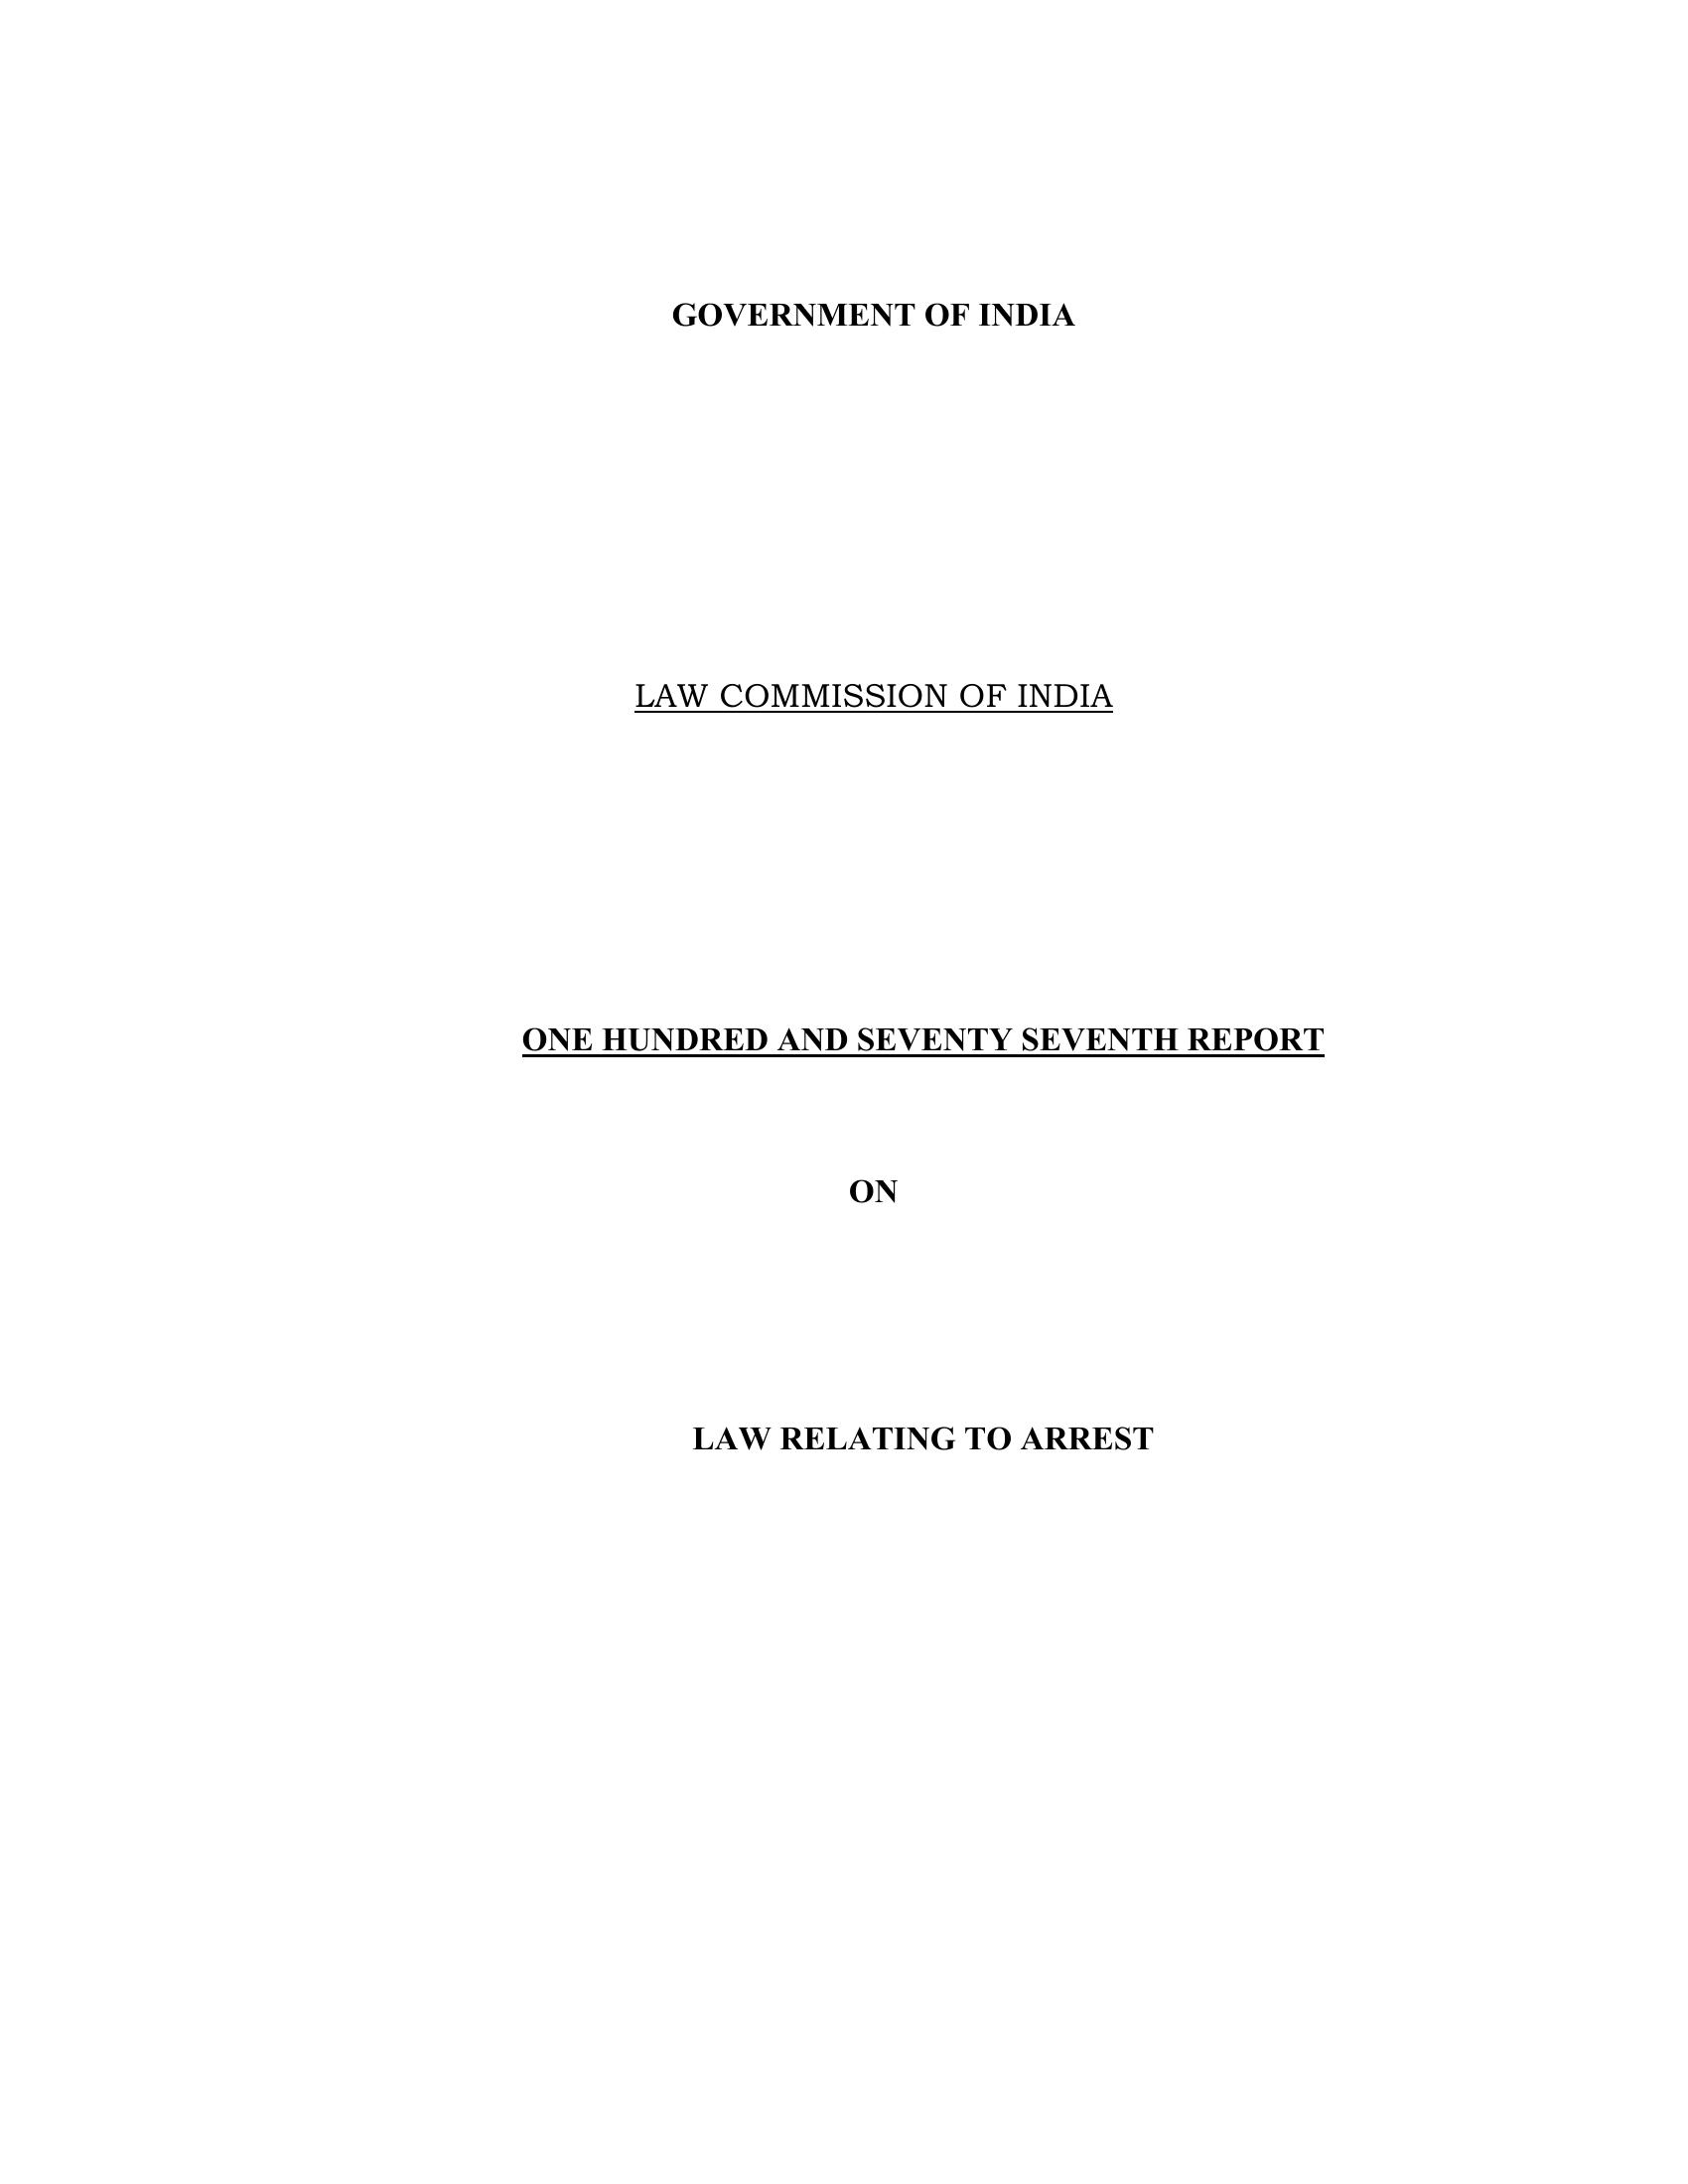 GOVERNMENT OF INDIA
LAW COMMISSION OF INDIA
ONE HUNDRED AND SEVENTY SEVENTH REPORT
ON
LAW RELATING TO ARREST